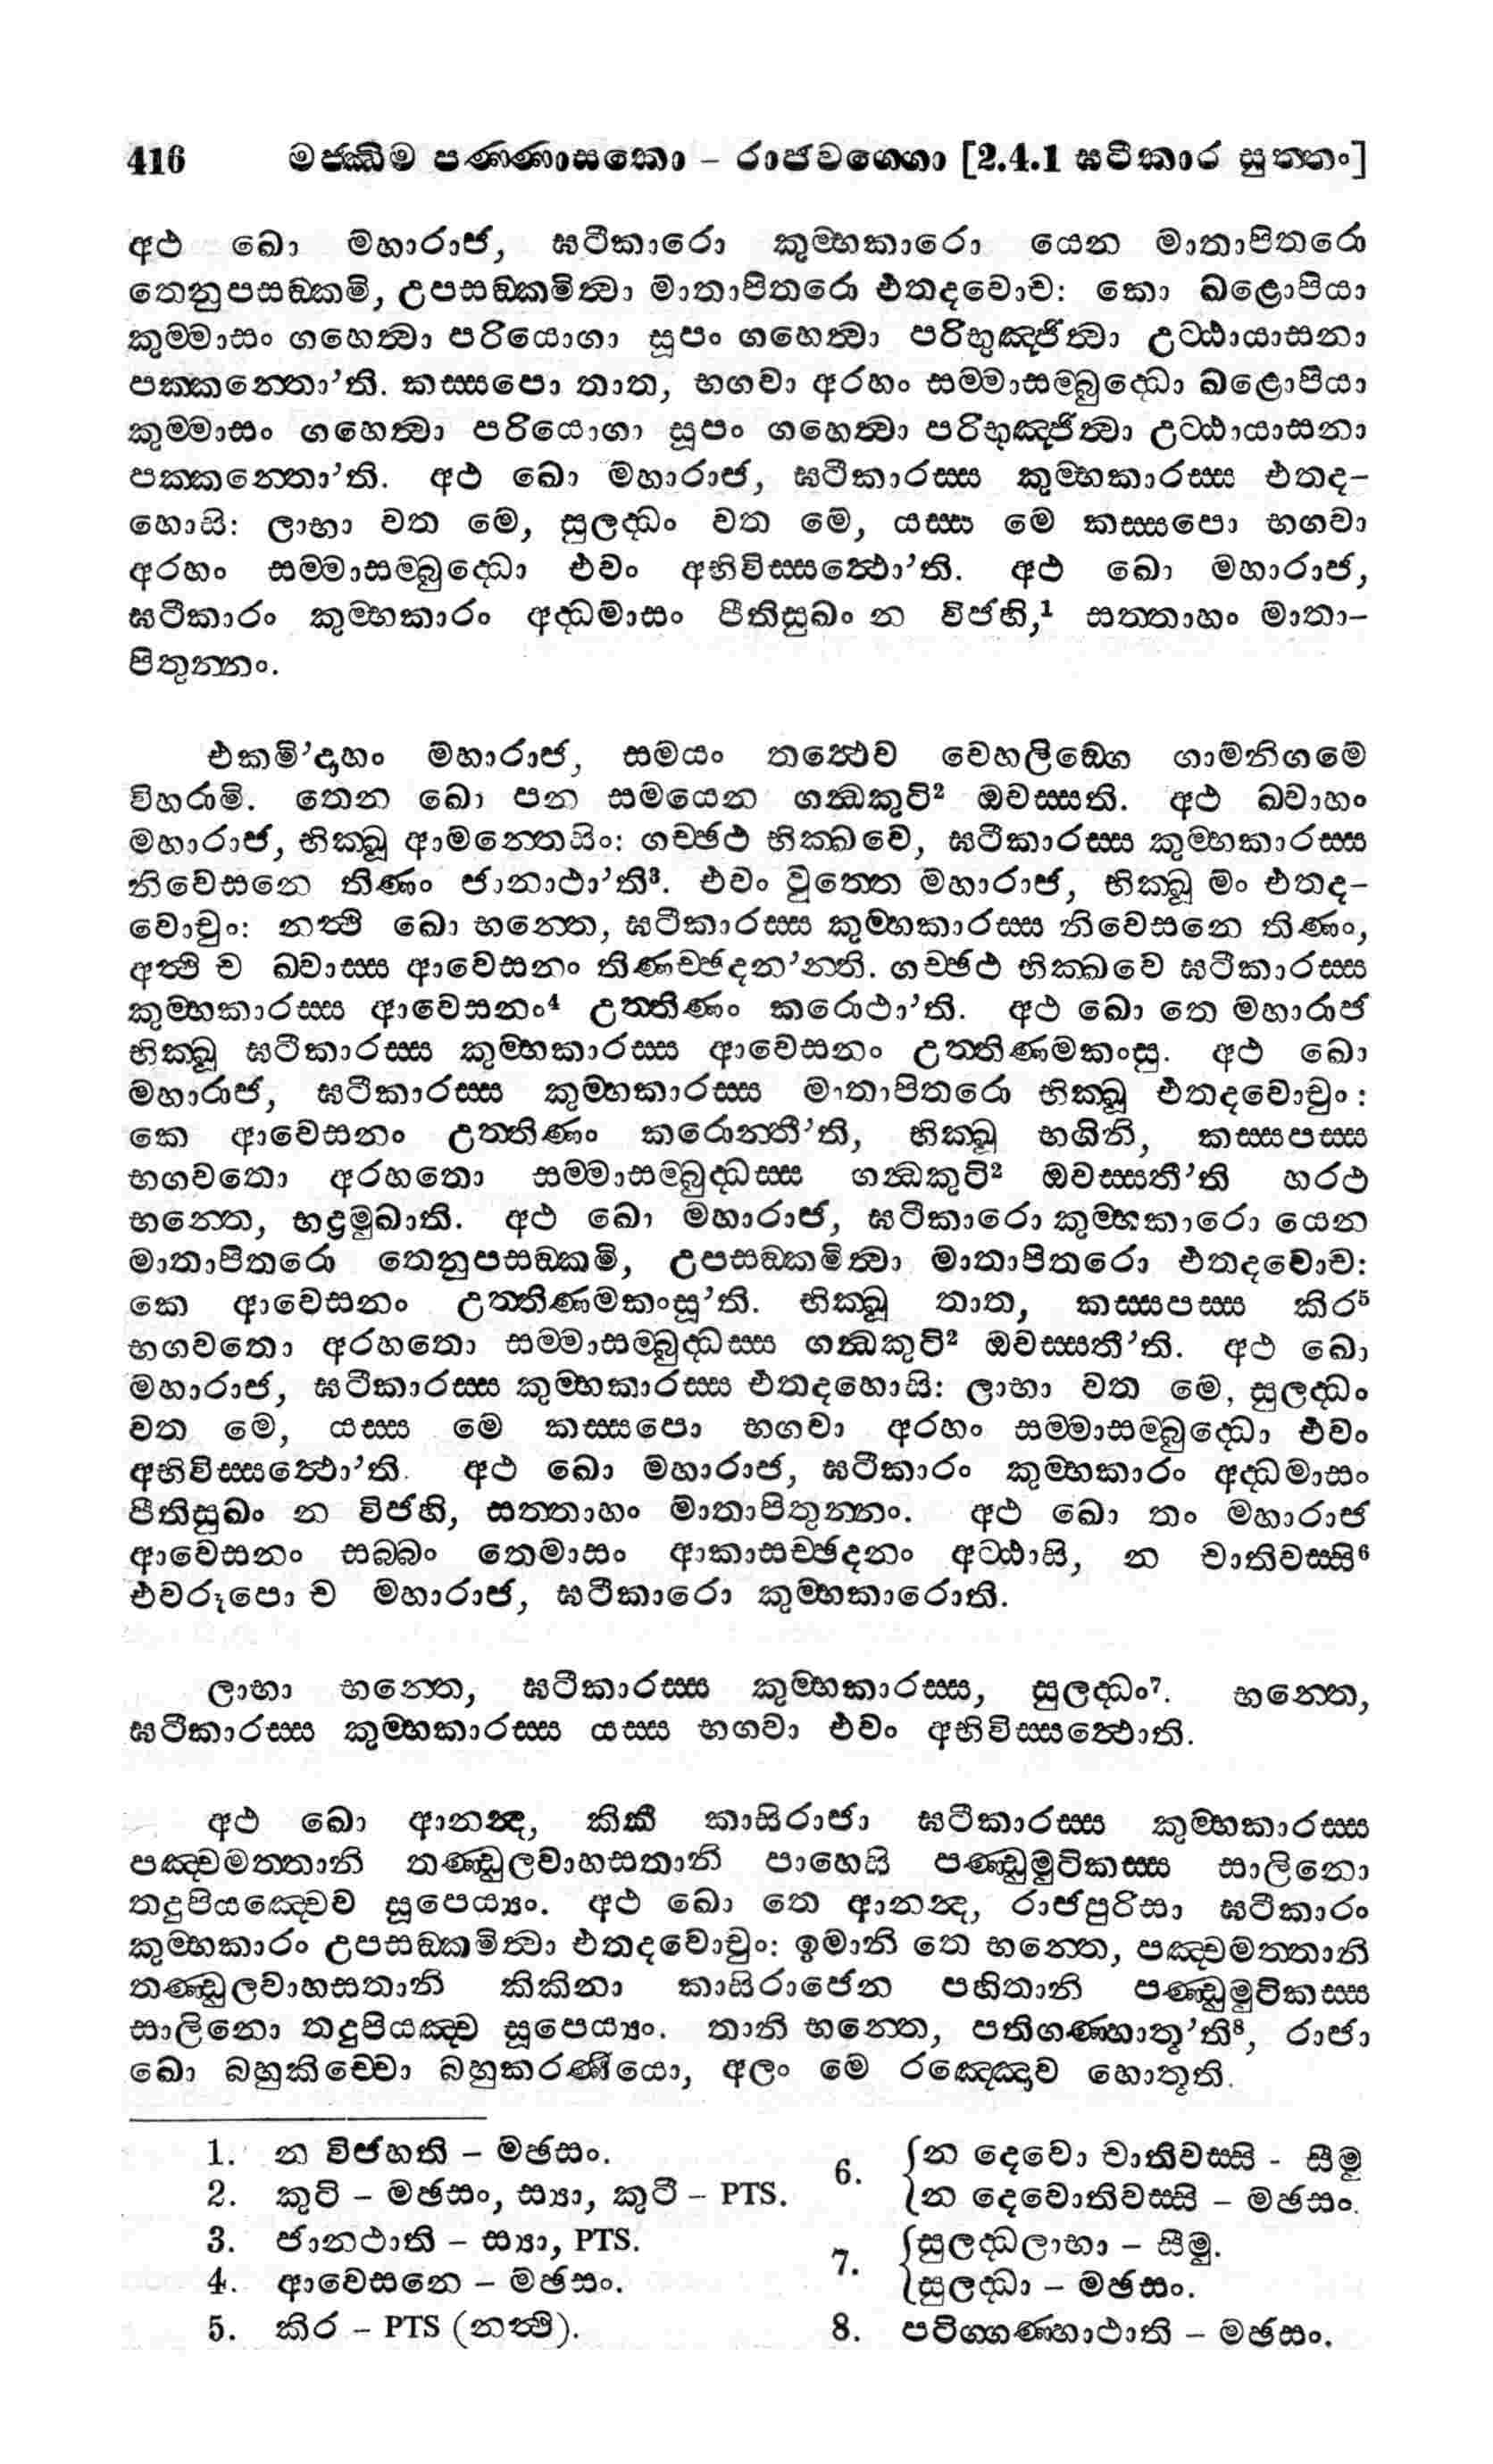 416 මජ්ඣිම පණ්ණාසකො – රාජවග්ගො [2.4.1 ඝටීකාර සුත්තං]
අථ ඛො මහාරාජ, ඝටීකාරො කුම්භකාරො යෙන මාතාපිතරො
තෙනුපසඞ්කමි, උපසඞ්කමිත්වා මාතාපිතරො එතදවොච: කො ඛළොපියා
කුම්මාසං ගහෙත්වා පරියොගා සූපං ගහෙත්වා පරිභුඤ්ජිත්වා උට්ඨායාසනා
පක්කන්තො’ති. කස්සපො තාත, භගවා අරහං සම්මාසම්බුද්ධො ඛළොපියා
කුම්මාසං ගහෙත්වා පරියොගා සූපං ගහෙත්වා පරිභුඤ්ජිත්වා උට්ඨායාසනා
පක්කන්තො’ති. අථ ඛො මහාරාජ, ඝටීකාරස්ස කුම්භකාරස්ස එතද-
හොසි: ලාභා වත මෙ, සුලද්ධං වත මෙ, යස්ස මෙ කස්සපො භගවා
අරහං සම්මාසම්බුද්ධො එවං අභිවිස්සත්ථො’ති. අථ ඛො මහාරාජ,
ඝටීකාරං කුම්භකාරං අද්ධමාසං පීතිසුඛං න විජහි,¹ සත්තාහං මාතා-
පිතුන්නං.
එකමි’දාහං මහාරාජ, සමයං තත්ථෙව වෙහලිඞ්ගෙ ගාමනිගමෙ
විහරාමි. තෙන ඛො පන සමයෙන ගන්ධකුටි² ඔවස්සති. අථ ඛ්වාහං
මහාරාජ, භික්ඛූ ආමන්තෙසිං: ගච්ඡථ භික්ඛවෙ, ඝටීකාරස්ස කුම්භකාරස්ස
නිවෙසනෙ තිණං ජානාථා’ති³. එවං වුත්තෙ මහාරාජ, භික්ඛූ මං එතද-
වොචුං: නත්ථි ඛො භන්තෙ, ඝටීකාරස්ස කුම්භකාරස්ස නිවෙසනෙ තිණං,
අත්ථි ච ඛ්වාස්ස ආවෙසනං තිණච්ඡදන’න්ති. ගච්ඡථ භික්ඛවෙ ඝටීකාරස්ස
කුම්භකාරස්ස ආවෙසනං⁴ උත්තිණං කරොථා’ති. අථ ඛො තෙ මහාරාජ
භික්ඛූ ඝටීකාරස්ස කුම්භකාරස්ස ආවෙසනං උත්තිණමකංසු. අථ ඛො
මහාරාජ, ඝටීකාරස්ස කුම්භකාරස්ස මාතාපිතරො භික්ඛූ එතදවොචුං:
කෙ ආවෙසනං උත්තිණං කරොන්තී’ති, භික්ඛූ භගිනි, කස්සපස්ස
භගවතො අරහතො සම්මාසම්බුද්ධස්ස ගන්ධකුටි² ඔවස්සතී’ති හරථ
භන්තෙ, භද්‍රමුඛාති. අථ ඛො මහාරාජ, ඝටීකාරො කුම්භකාරො යෙන
මාතාපිතරො තෙනුපසඞ්කමි, උපසඞ්කමිත්වා මාතාපිතරො එතදවොච:
කෙ ආවෙසනං උත්තිණමකංසූ’ති. භික්ඛූ තාත, කස්සපස්ස කිර⁵
භගවතො අරහතො සම්මාසම්බුද්ධස්ස ගන්ධකුටි² ඔවස්සතී’ති. අථ ඛො
මහාරාජ, ඝටීකාරස්ස කුම්භකාරස්ස එතදහොසි: ලාභා වත මෙ, සුලද්ධං
වත මෙ, යස්ස මෙ කස්සපො භගවා අරහං සම්මාසම්බුද්ධො එවං
අභිවිස්සත්ථො’ති. අථ ඛො මහාරාජ, ඝටීකාරං කුම්භකාරං අද්ධමාසං
පීතිසුඛං න විජහි, සත්තාහං මාතාපිතුන්නං. අථ ඛො තං මහාරාජ
ආවෙසනං සබ්බං තෙමාසං ආකාසච්ඡදනං අට්ඨාසි, න චාතිවස්සි⁶
එවරූපො ච මහාරාජ, ඝටීකාරො කුම්භකාරොති.
ලාභා භන්තෙ, ඝටීකාරස්ස කුම්භකාරස්ස, සුලද්ධං⁷. භන්තෙ,
ඝටීකාරස්ස කුම්භකාරස්ස යස්ස භගවා එවං අභිවිස්සත්ථොති.
අථ ඛො ආනන්ද, කිකී කාසිරාජා ඝටීකාරස්ස කුම්භකාරස්ස
පඤ්චමත්තානි තණ්ඩුලවාහසතානි පාහෙසි පණ්ඩුමුටිකස්ස සාලිනො
තදුපියඤ්චෙව සූපෙය්‍යං. අථ ඛො තෙ ආනන්ද, රාජපුරිසා ඝටීකාරං
කුම්භකාරං උපසඞ්කමිත්වා එතදවොචුං: ඉමානි තෙ භන්තෙ, පඤ්චමත්තානි
තණ්ඩුලවාහසතානි කිකිනා කාසිරාජෙන පහිතානි පණ්ඩුමුටිකස්ස
සාලිනො තදුපියඤ්ච සූපෙය්‍යං. තානි භන්තෙ, පතිගණ්හාතූ’ති⁸, රාජා
ඛො බහුකිච්චො බහුකරණීයො, අලං මෙ රඤ්ඤොව හොතූති.
1. න විජහති – මඡසං.
2. කුටි – මඡසං, ස්‍යා, කුටී – PTS.
3. ජානථාති – ස්‍යා, PTS.
4. ආවෙසනෙ – මඡසං.
5. කිර – PTS (නත්ථි).
6. {න දෙවො චාතිවස්සි - සීමු
{න දෙවොතිවස්සි – මඡසං.
7. {සුලද්ධලාභා – සීමු.
{සුලද්ධා – මඡසං.
8. පටිග්ගණ්හාථාති – මඡසං.